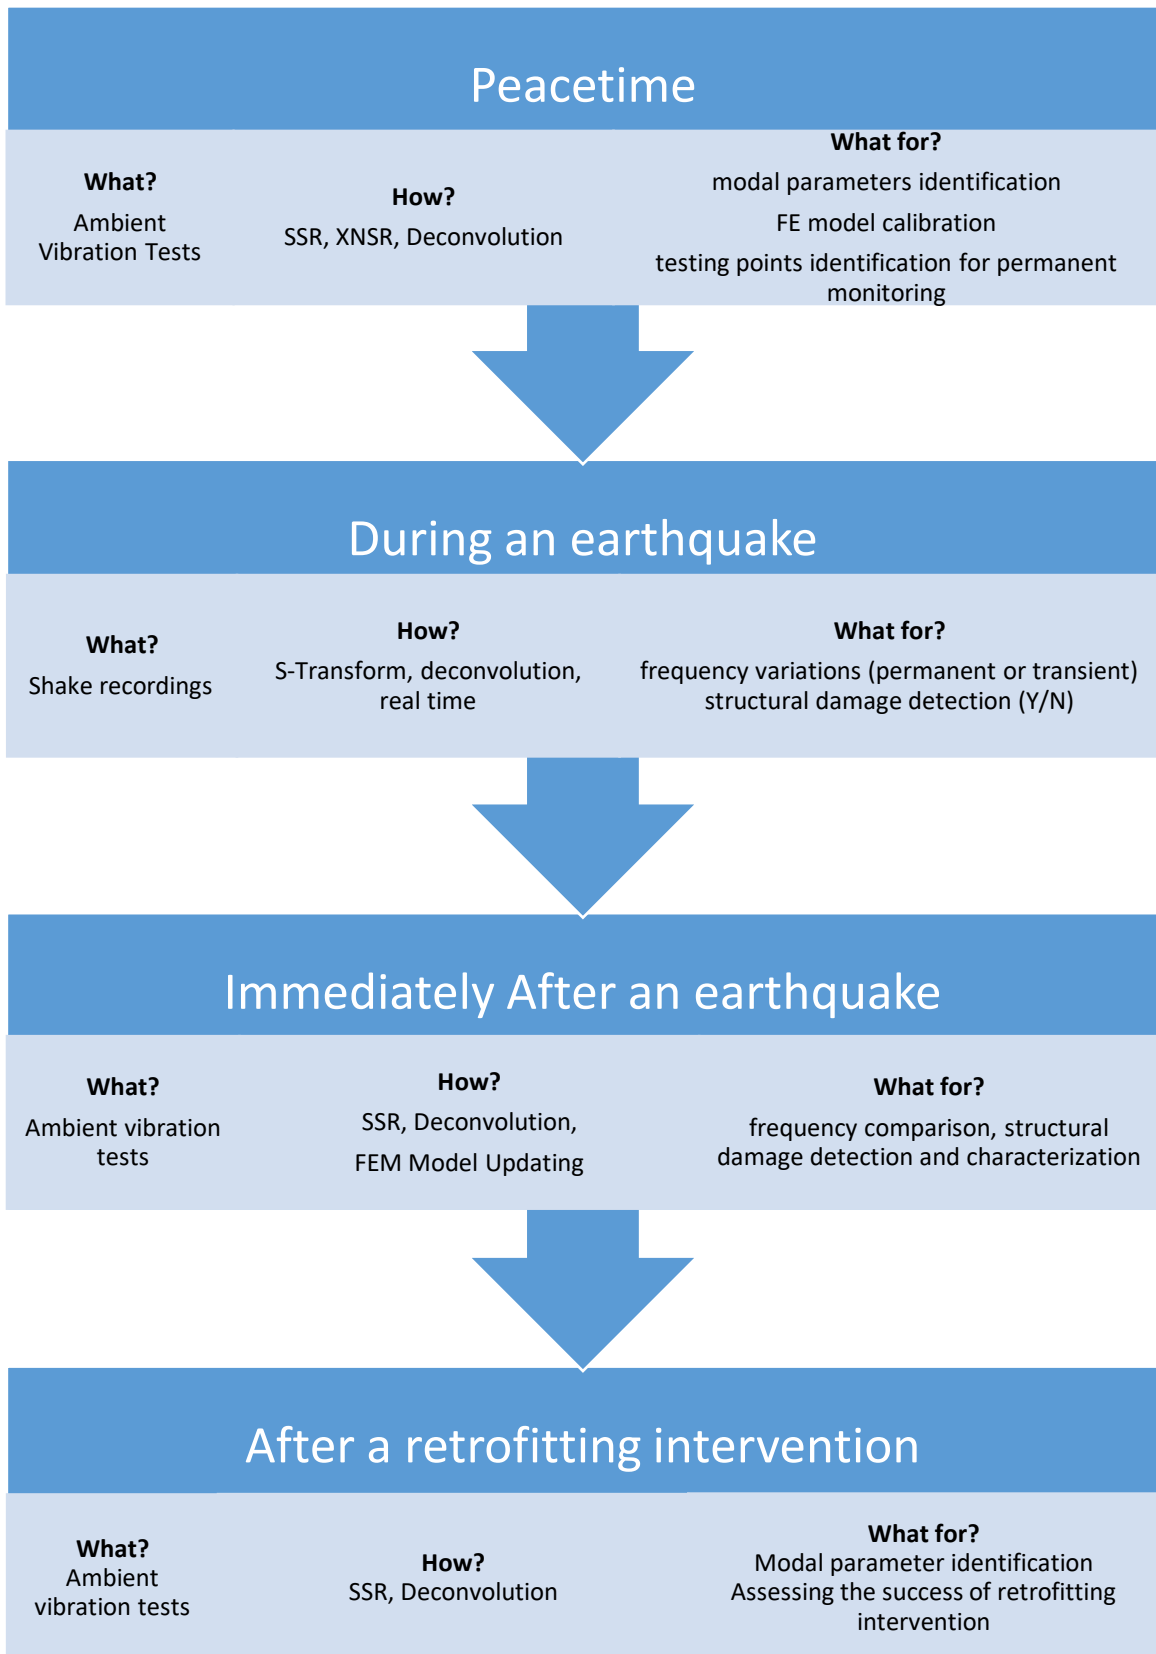 Peacetime
What?
Ambient
Vibration Tests
How?
SSR, XNSR, Deconvolution
What for?
modal parameters identification
FE model calibration
testing points identification for permanent
monitoring
During an earthquake
What?
Shake recordings
How?
S-Transform, deconvolution,
real time
What for?
frequency variations (permanent or transient)
structural damage detection (Y/N)
Immediately After an earthquake
What?
Ambient vibration
tests
How?
SSR, Deconvolution,
FEM Model Updating
What for?
frequency comparison, structural
damage detection and characterization
After a retrofitting intervention
What?
Ambient
vibration tests
How?
SSR, Deconvolution
What for?
Modal parameter identification
Assessing the success of retrofitting
intervention